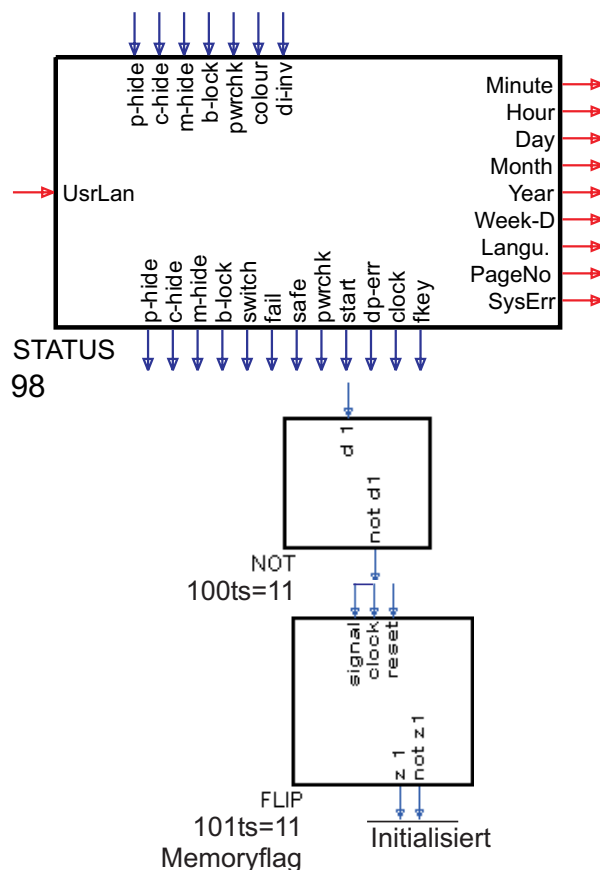 p-hide
c-hide
m-hide
b-lock
pwrchk
colour
di-inv
UsrLan
Minute
Hour
Day
Month
Year
Week-D
Langu.
PageNo
SysErr
p-hide
c-hide
m-hide
b-lock
switch
fail
safe
pwrchk
start
dp-err
clock
fkey
STATUS
98
d 1
not d1
NOT
100ts=11
signal
clock
reset
z 1
not z1
FLIP
101ts=11
Memoryflag
Initialisiert